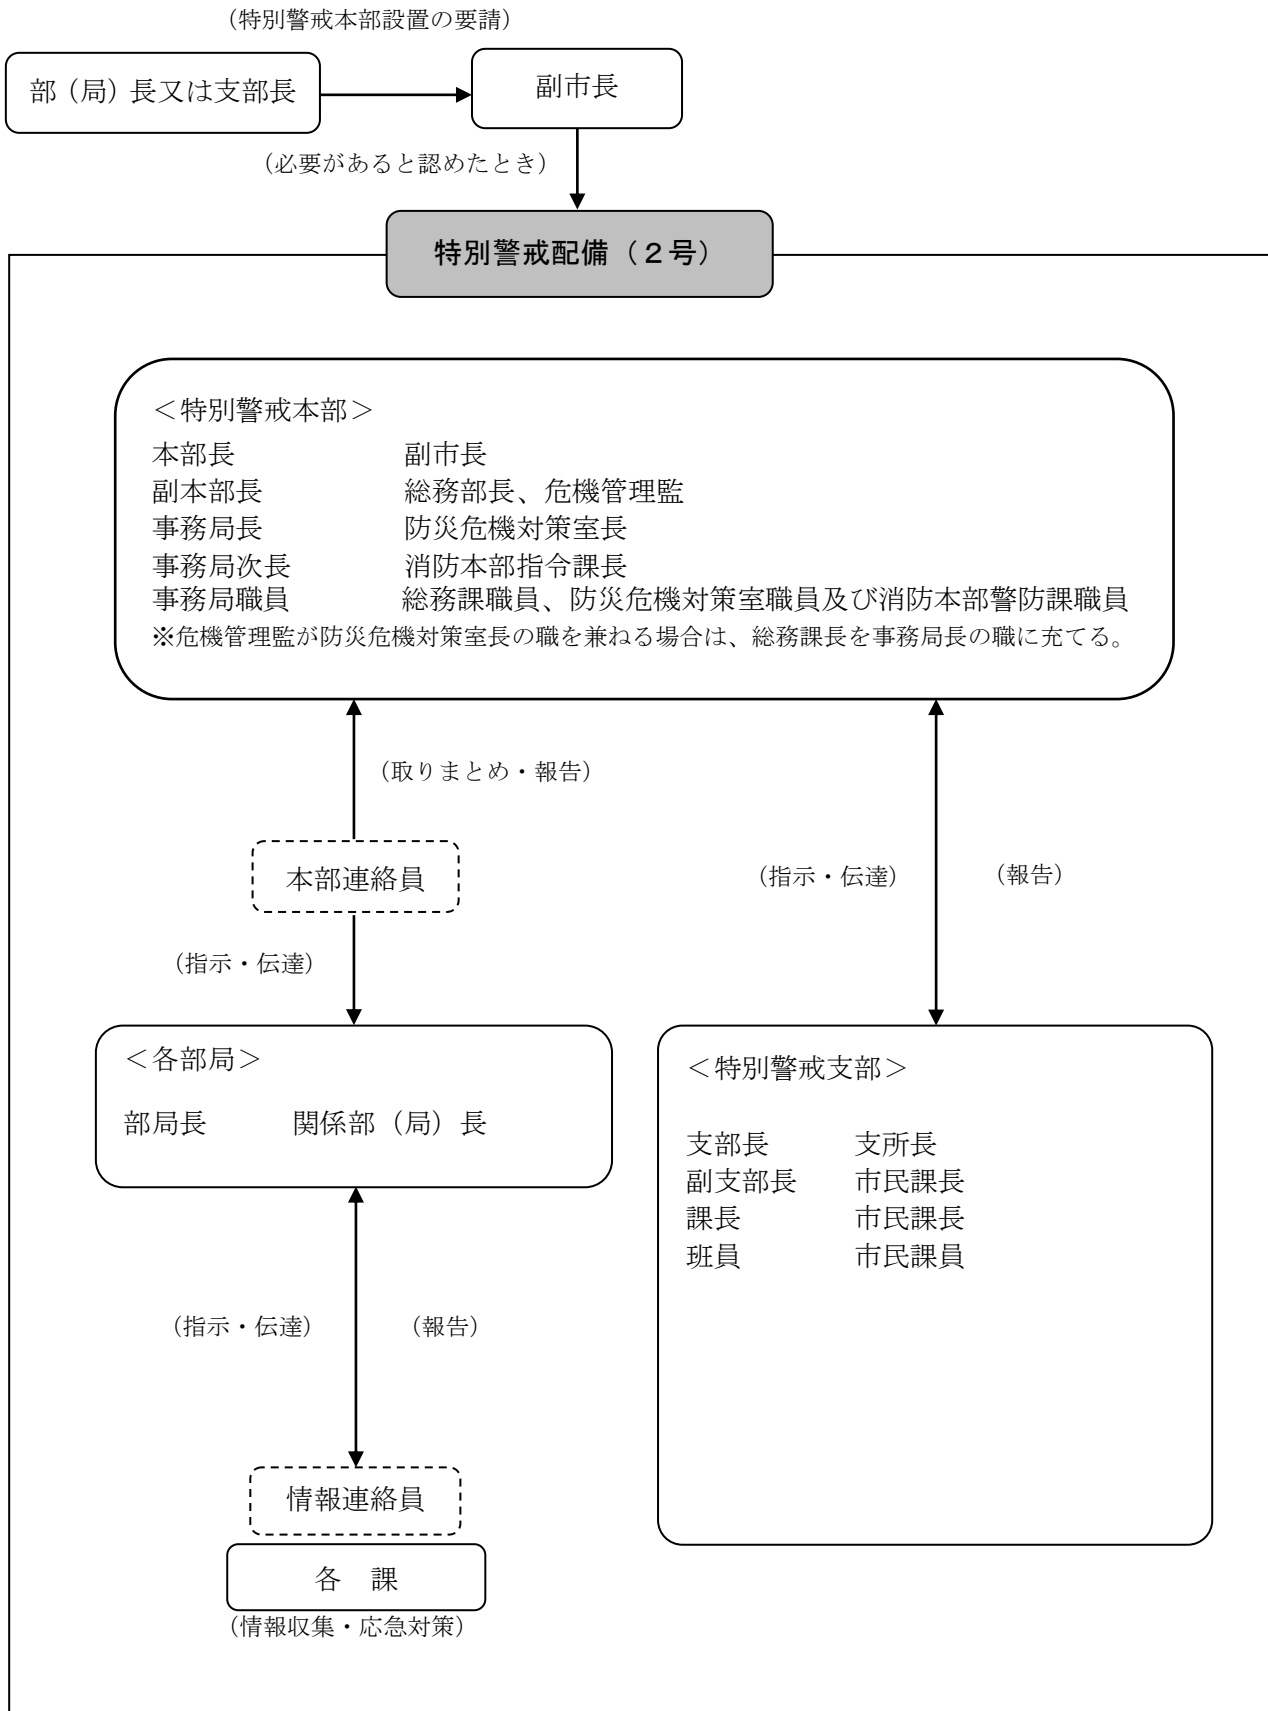 （特別警戒本部設置の要請）
部（局）長又は支部長
副市長
（必要があると認めたとき）
特別警戒配備（２号）
＜特別警戒本部＞
本部長　副市長
副本部長　総務部長、危機管理監
事務局長　防災危機対策室長
事務局次長　消防本部指令課長
事務局職員　総務課職員、防災危機対策室職員及び消防本部警防課職員
※危機管理監が防災危機対策室長の職を兼ねる場合は、総務課長を事務局長の職に充てる。
（取りまとめ・報告）
本部連絡員
（指示・伝達）
（指示・伝達）　（報告）
＜各部局＞
部局長　関係部（局）長
＜特別警戒支部＞
支部長　支所長
副支部長　市民課長
課長　市民課長
班員　市民課員
（指示・伝達）　（報告）
情報連絡員
各　課
（情報収集・応急対策）